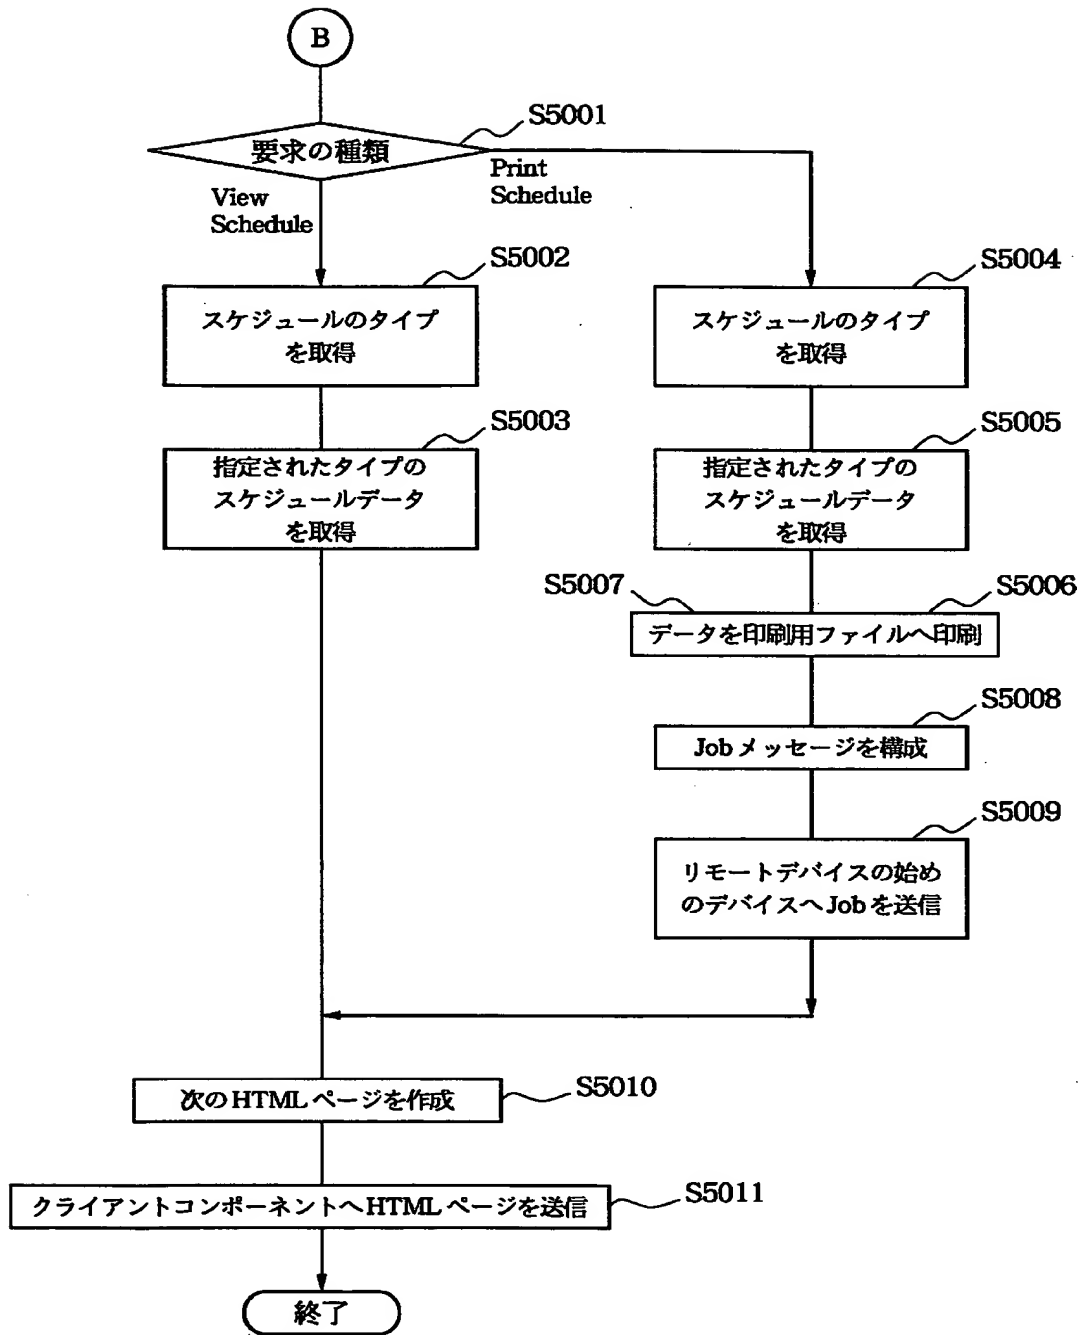 B
S5001
要求の種類
View
Schedule
Print
Schedule
S5002
スケジュールのタイプ
を取得
S5004
スケジュールのタイプ
を取得
S5003
指定されたタイプの
スケジュールデータ
を取得
S5005
指定されたタイプの
スケジュールデータ
を取得
S5007
S5006
データを印刷用ファイルへ印刷
S5008
Jobメッセージを構成
S5009
リモートデバイスの始め
のデバイスへJobを送信
次のHTMLページを作成
S5010
クライアントコンポーネントへHTMLページを送信
S5011
終了